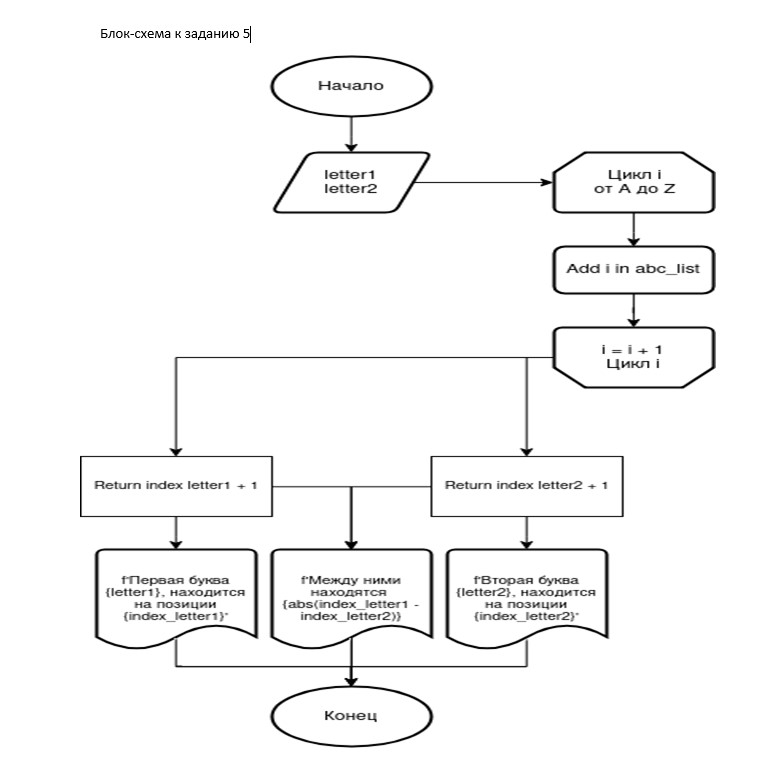 Блок-схема к заданию 5
Начало
letter1
letter2
Цикл i
от A до Z
Add i in abc_list
i = i + 1
Цикл i
Return index letter1 + 1
Return index letter2 + 1
f'Первая буква
{letter1}, находится
на позиции
{index_letter1}'
f'Между ними
находятся
{abs(index_letter1 -
index_letter2)}
f'Вторая буква
{letter2}, находится
на позиции
{index_letter2}'
Конец